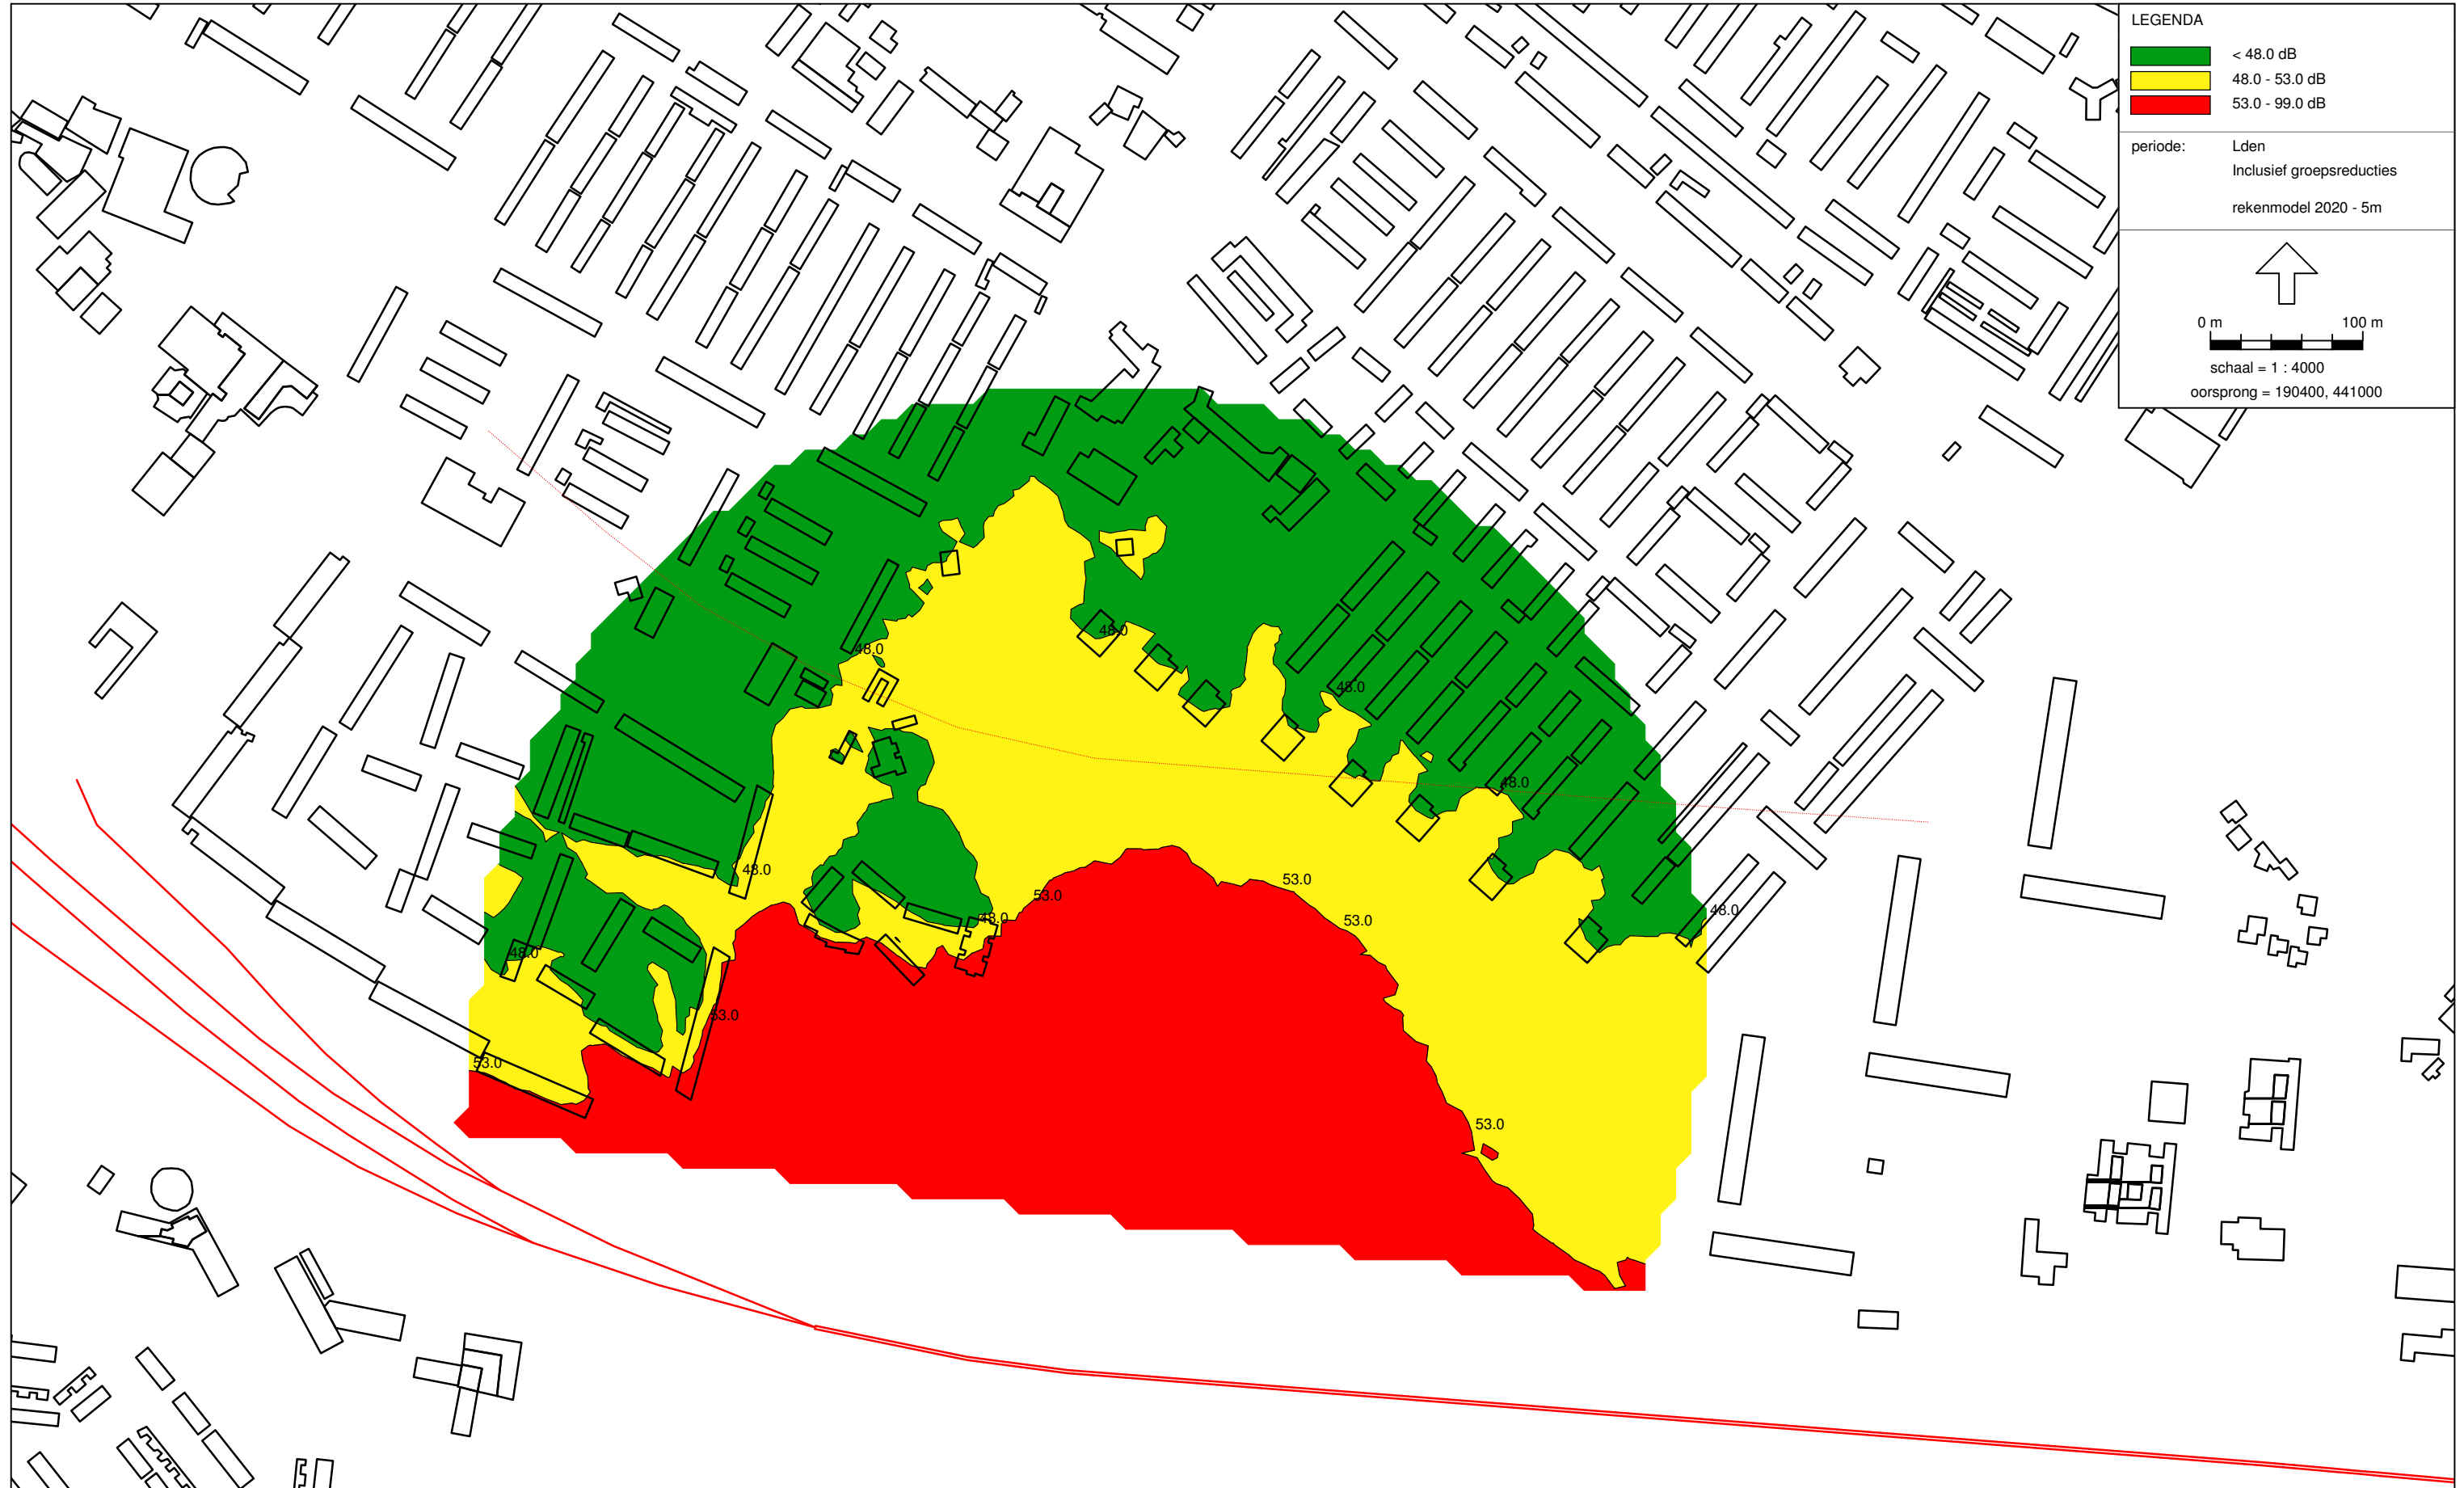 LEGENDA
< 48.0 dB
48.0 - 53.0 dB
53.0 - 99.0 dB
periode: Lden
Inclusief groepsreducties
rekenmodel 2020 - 5m
0 m 100 m
schaal = 1 : 4000
oorsprong = 190400, 441000
48.0
48.0
48.0
48.0
48.0
53.0
53.0
48.0
48.0
53.0
48.0
53.0
53.0
53.0